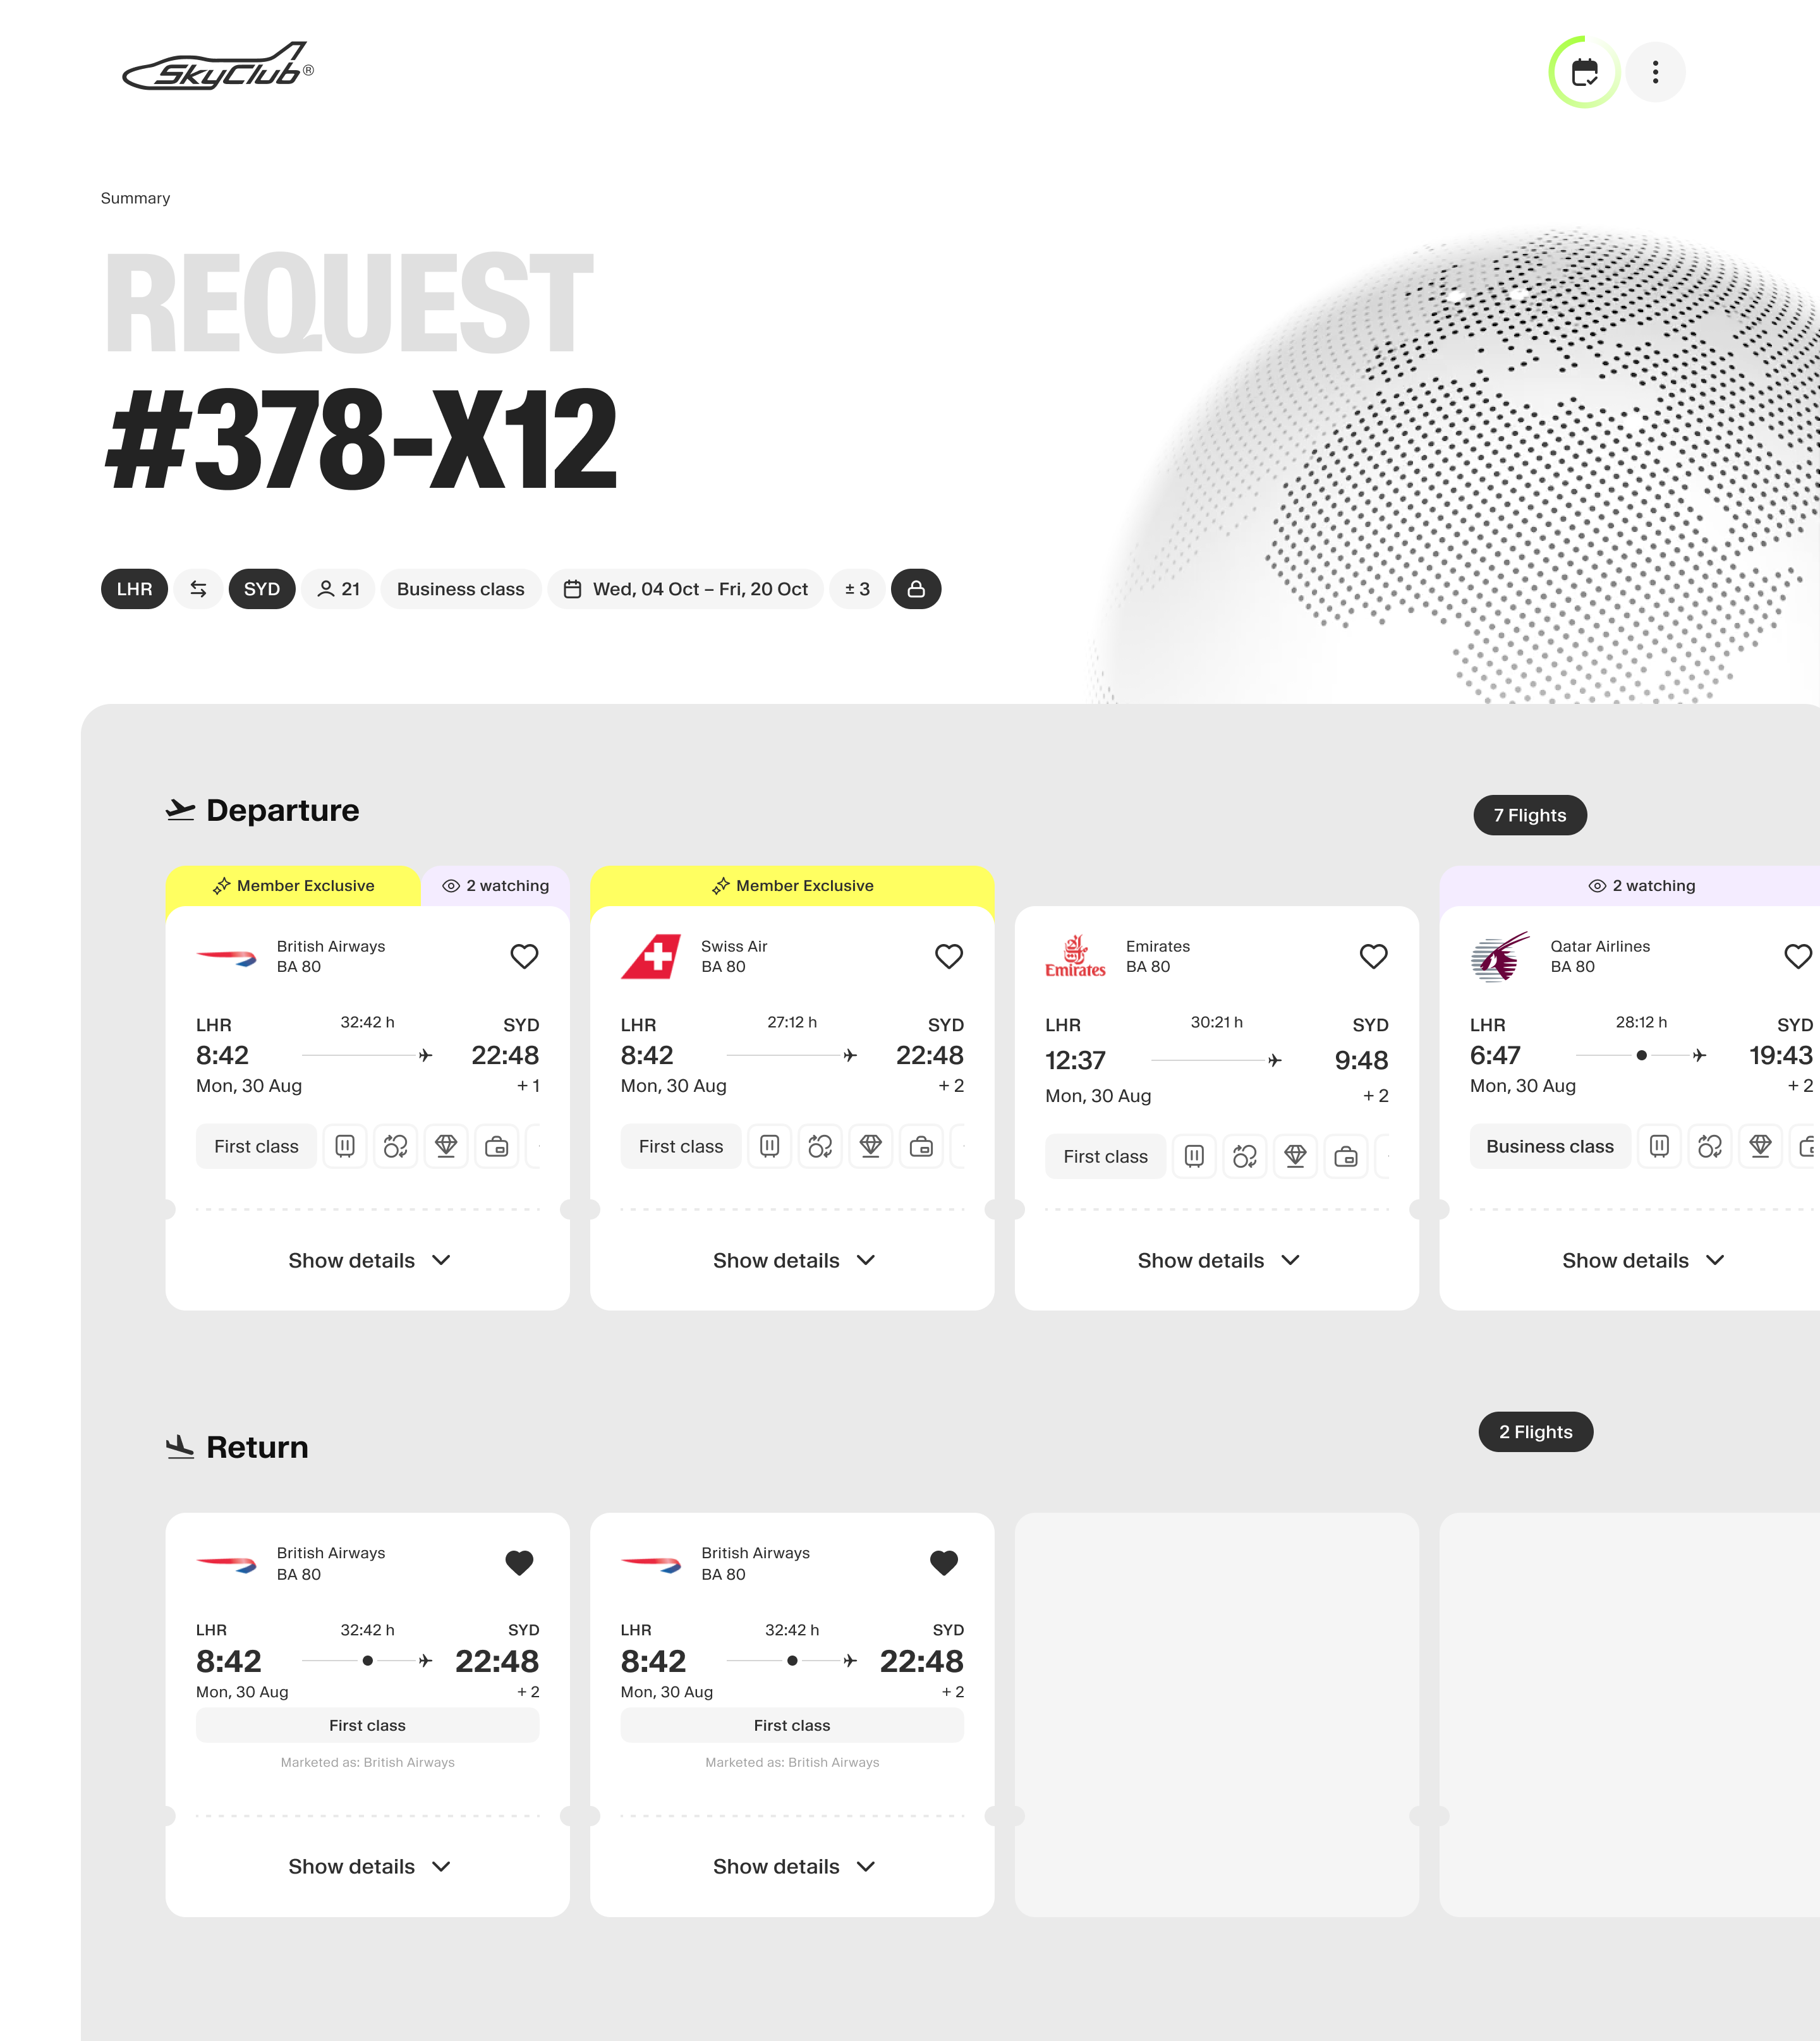 SkyClub®
Summary
REQUEST
#378-X12
LHR SYD 21 Business class Wed, 04 Oct – Fri, 20 Oct ± 3
Departure
7 Flights
Member Exclusive
2 watching
British Airways
BA 80
LHR 32:42 h SYD
8:42 22:48
Mon, 30 Aug + 1
First class
Show details
Member Exclusive
Swiss Air
BA 80
LHR 27:12 h SYD
8:42 22:48
Mon, 30 Aug + 2
First class
Show details
Emirates
Emirates
BA 80
LHR 30:21 h SYD
12:37 9:48
Mon, 30 Aug + 2
First class
Show details
2 watching
Qatar Airlines
BA 80
LHR 28:12 h SYD
6:47 19:43
Mon, 30 Aug + 2
Business class
Show details
Return
2 Flights
British Airways
BA 80
LHR 32:42 h SYD
8:42 22:48
Mon, 30 Aug + 2
First class
Marketed as: British Airways
Show details
British Airways
BA 80
LHR 32:42 h SYD
8:42 22:48
Mon, 30 Aug + 2
First class
Marketed as: British Airways
Show details